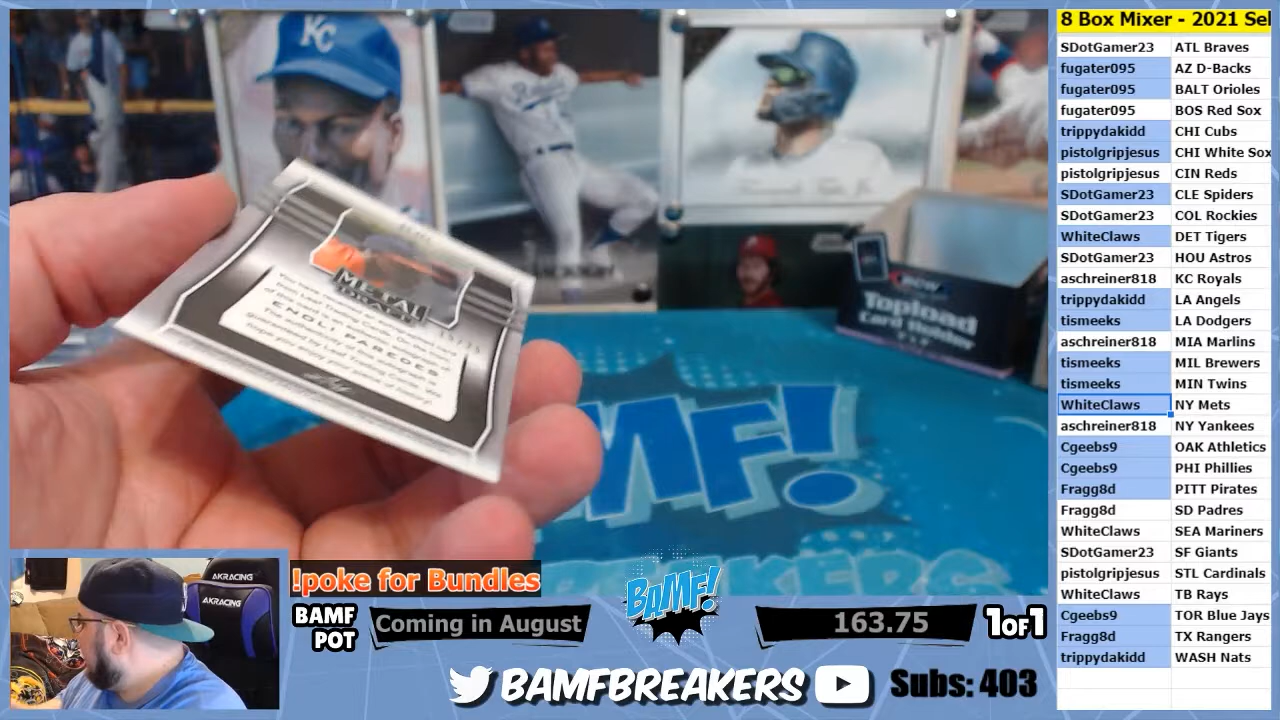 8 Box Mixer - 2021 Sel
SDotGamer23 ATL Braves
fugater095 AZ D-Backs
fugater095 BALT Orioles
fugater095 BOS Red Sox
trippydakidd CHI Cubs
pistolgripjesus CHI White Sox
pistolgripjesus CIN Reds
SDotGamer23 CLE Spiders
SDotGamer23 COL Rockies
WhiteClaws DET Tigers
SDotGamer23 HOU Astros
aschreiner818 KC Royals
trippydakidd LA Angels
tismeeks LA Dodgers
aschreiner818 MIA Marlins
tismeeks MIL Brewers
tismeeks MIN Twins
WhiteClaws NY Mets
aschreiner818 NY Yankees
Cgeebs9 OAK Athletics
Cgeebs9 PHI Phillies
Fragg8d PITT Pirates
Fragg8d SD Padres
WhiteClaws SEA Mariners
SDotGamer23 SF Giants
pistolgripjesus STL Cardinals
WhiteClaws TB Rays
Cgeebs9 TOR Blue Jays
Fragg8d TX Rangers
trippydakidd WASH Nats
KC
METAL
ENOLI PAREDES
Topload
Card Holder
BAMF!
AKRACING
AKRACING
!poke for Bundles
BAMF
POT
Coming in August
BAMF!
163.75
1OF1
BAMFBREAKERS
Subs: 403